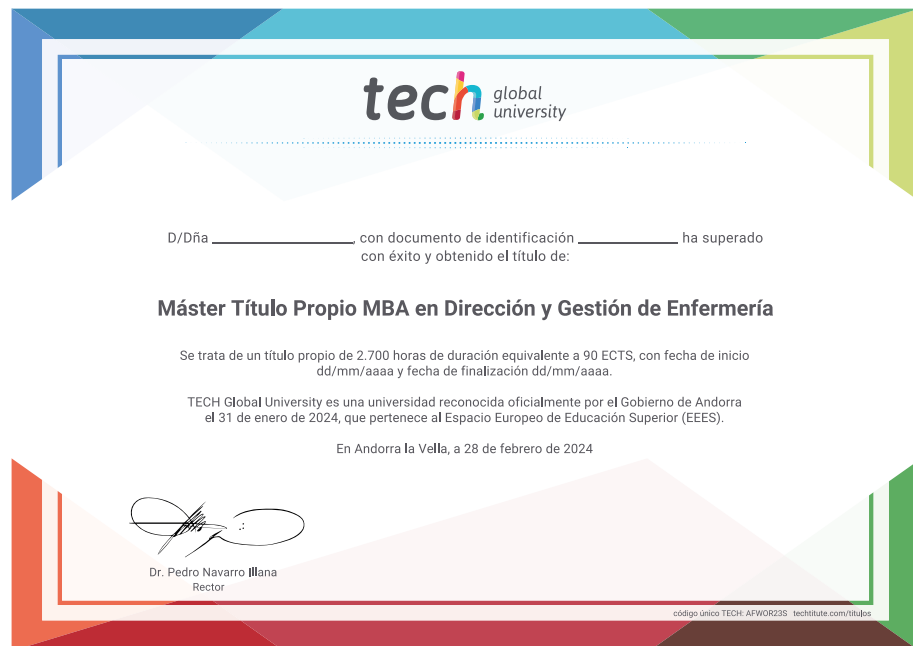 tech global university
D/Dña ____________________, con documento de identificación ______________ ha superado
con éxito y obtenido el título de:
Máster Título Propio MBA en Dirección y Gestión de Enfermería
Se trata de un título propio de 2.700 horas de duración equivalente a 90 ECTS, con fecha de inicio
dd/mm/aaaa y fecha de finalización dd/mm/aaaa.
TECH Global University es una universidad reconocida oficialmente por el Gobierno de Andorra
el 31 de enero de 2024, que pertenece al Espacio Europeo de Educación Superior (EEES).
En Andorra la Vella, a 28 de febrero de 2024
Dr. Pedro Navarro Illana
Rector
código único TECH: AFWOR23S techtitute.com/titulos